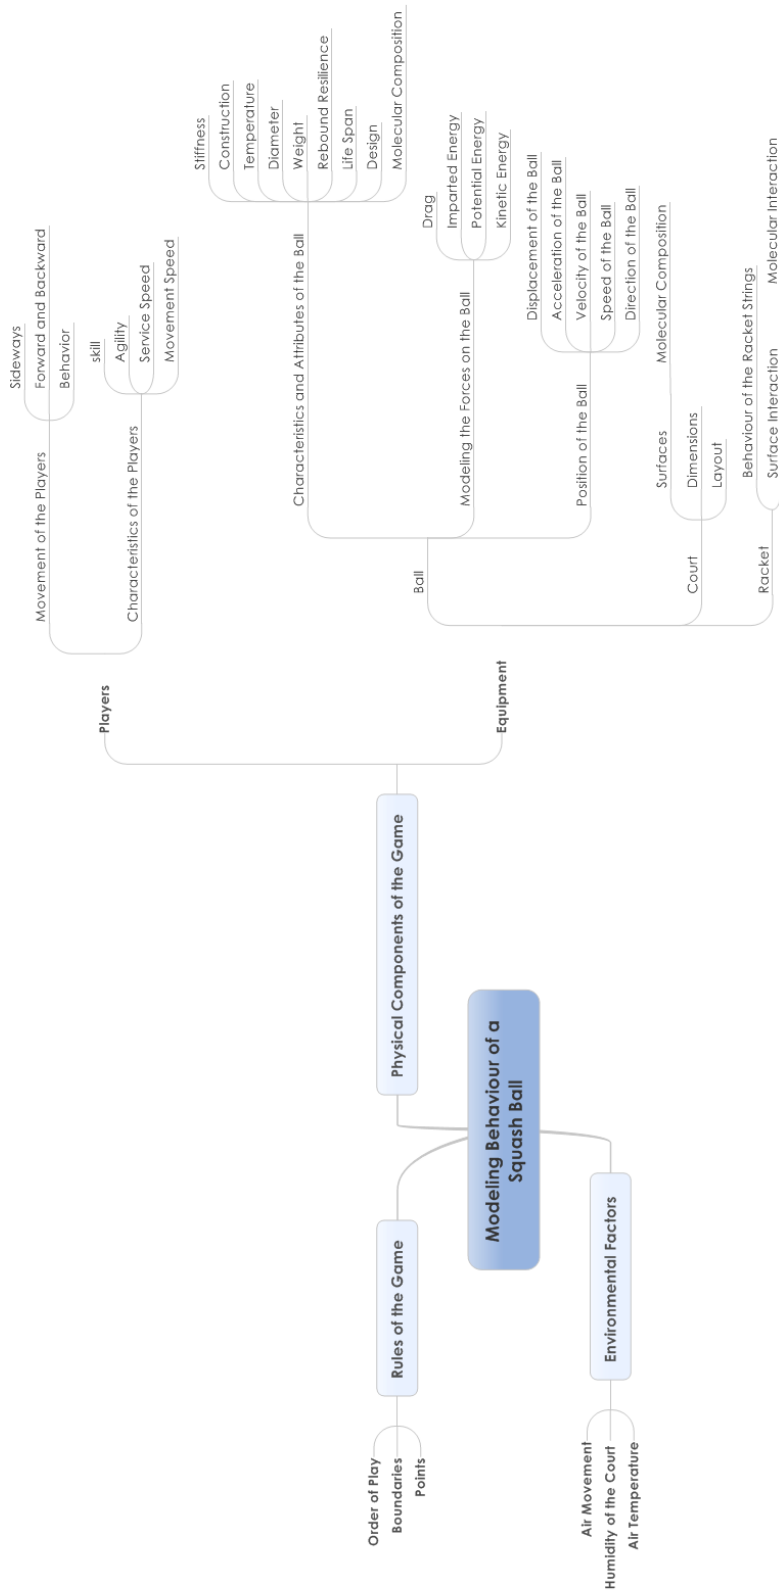 Modeling Behaviour of a
Squash Ball
Rules of the Game
Order of Play
Boundaries
Points
Environmental Factors
Air Movement
Humidity of the Court
Air Temperature
Physical Components of the Game
Players
Movement of the Players
Sideways
Forward and Backward
Behavior
Characteristics of the Players
skill
Agility
Service Speed
Movement Speed
Equipment
Ball
Characteristics and Attributes of the Ball
Stiffness
Construction
Temperature
Diameter
Weight
Rebound Resilience
Life Span
Design
Molecular Composition
Modeling the Forces on the Ball
Drag
Imparted Energy
Potential Energy
Kinetic Energy
Position of the Ball
Displacement of the Ball
Acceleration of the Ball
Velocity of the Ball
Speed of the Ball
Direction of the Ball
Court
Surfaces
Molecular Composition
Dimensions
Layout
Racket
Behaviour of the Racket Strings
Surface Interaction
Molecular Interaction